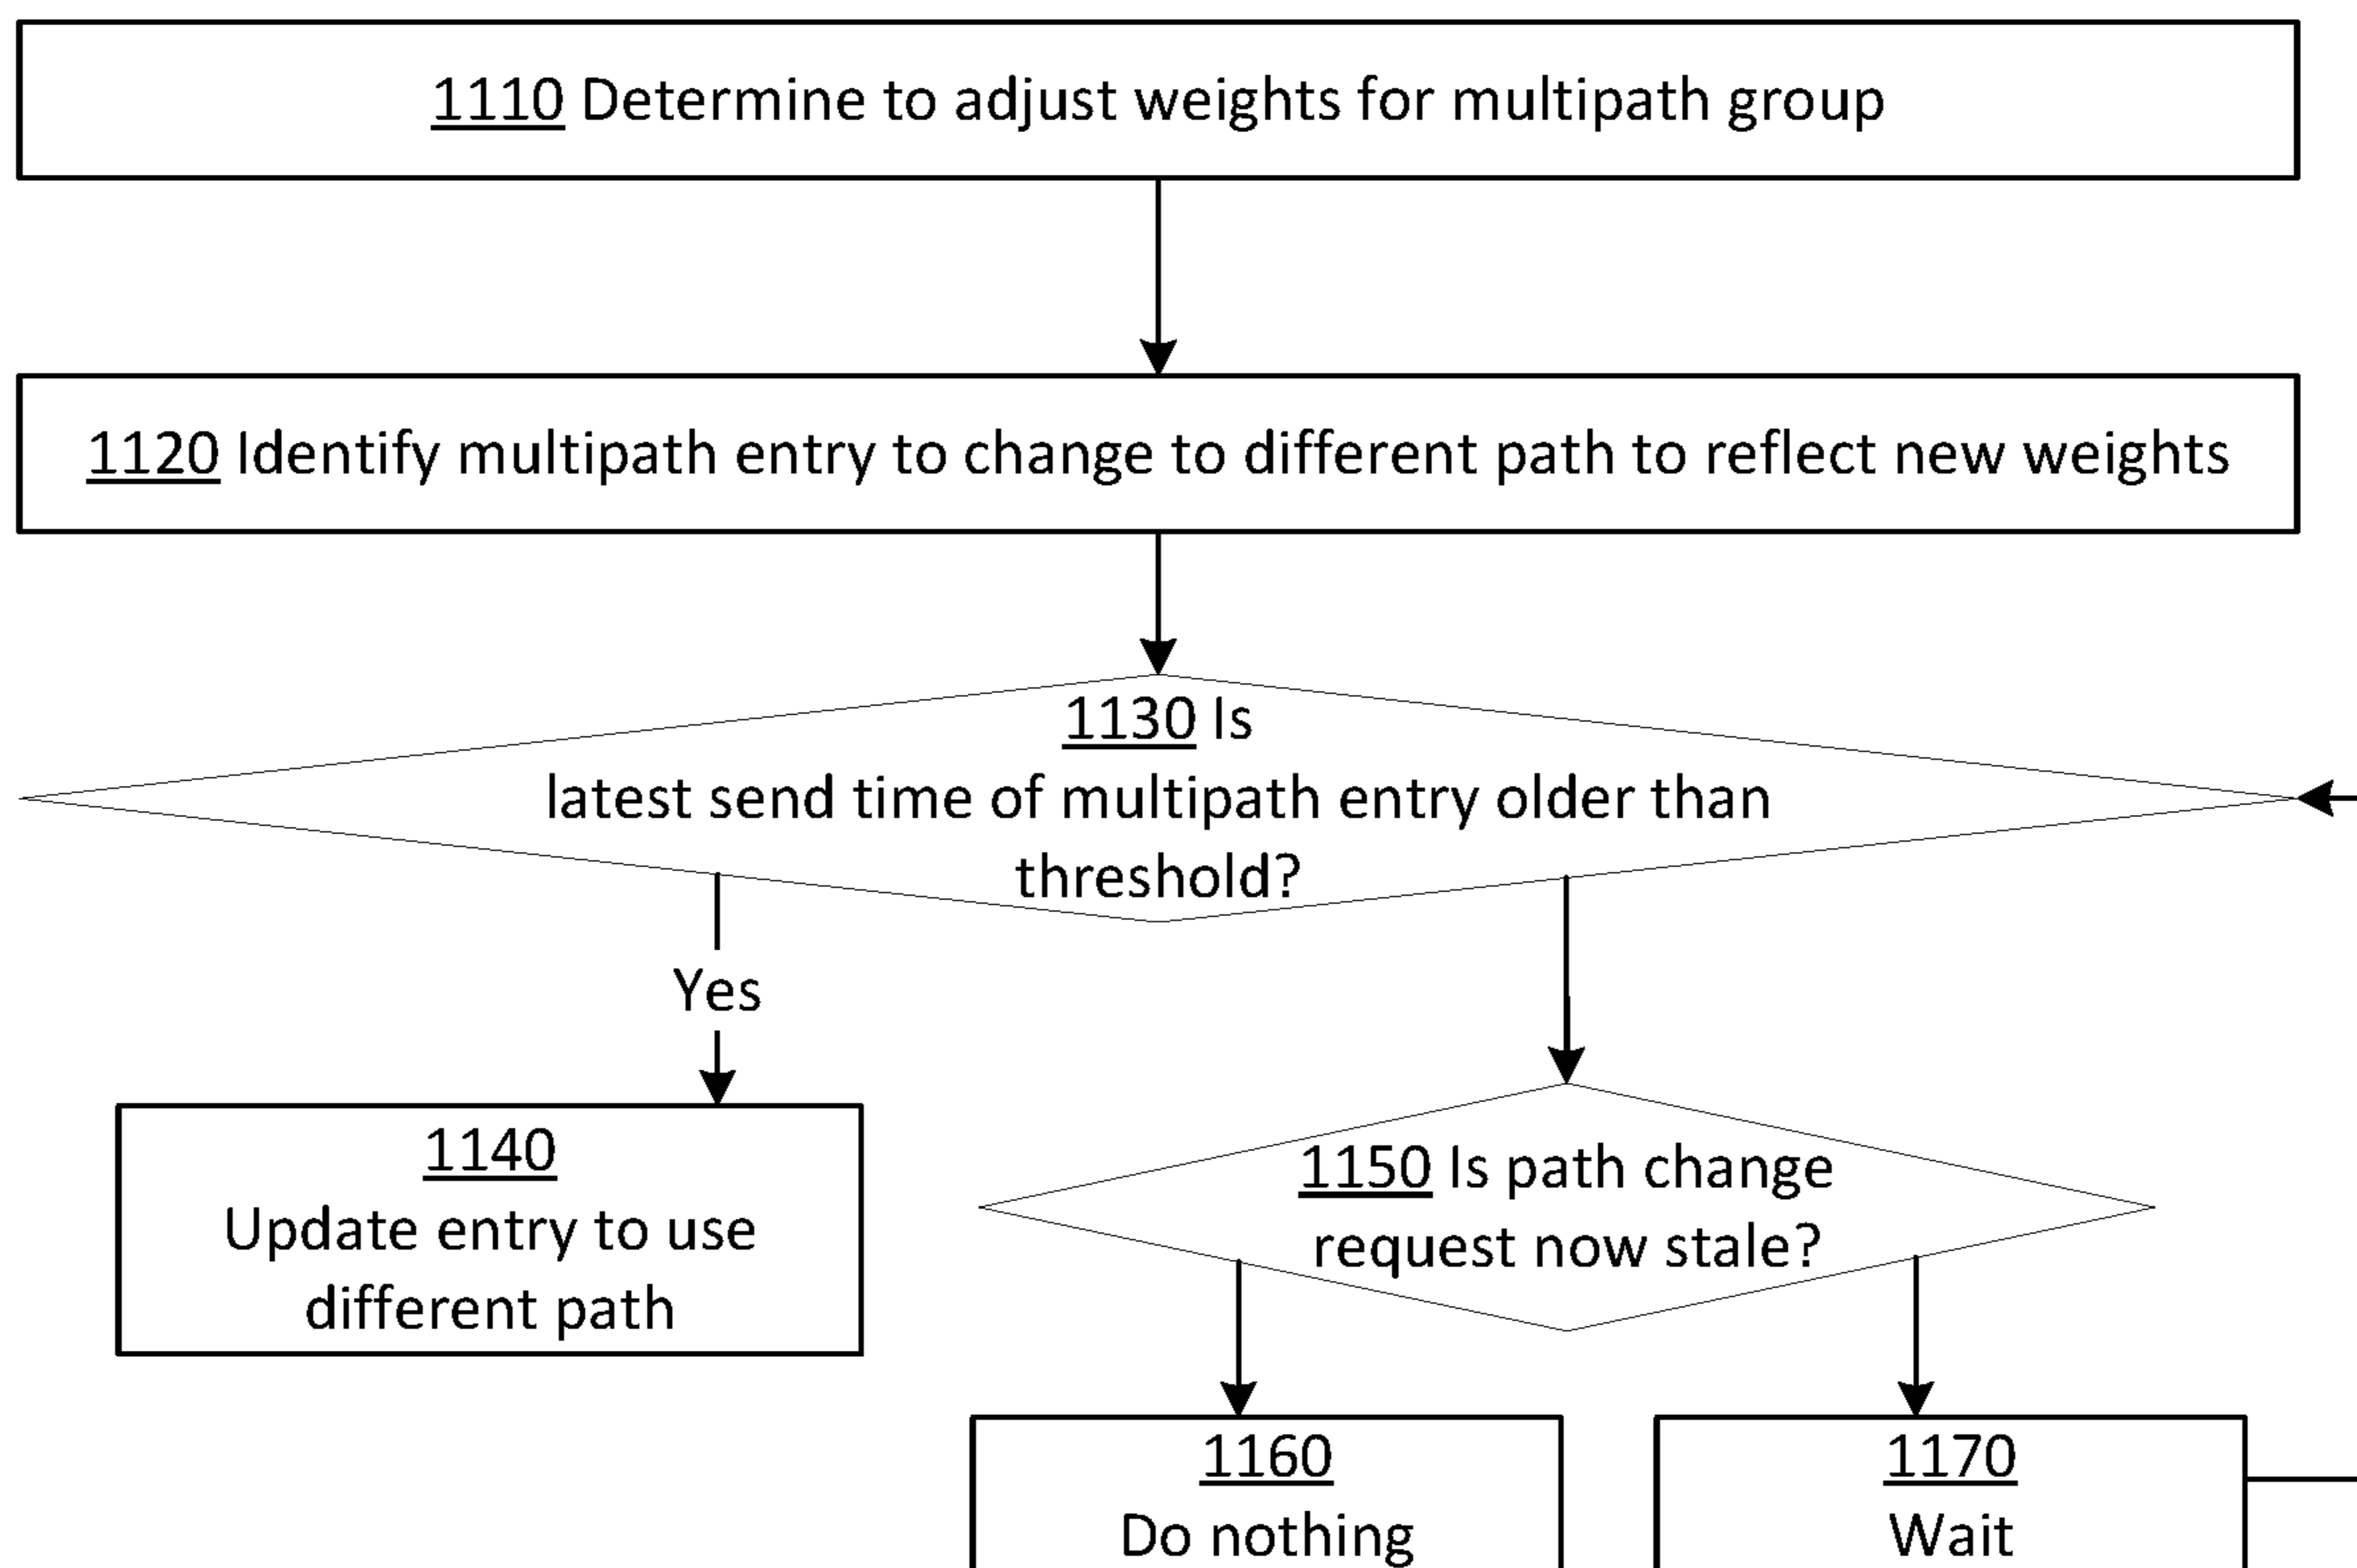 1110 Determine to adjust weights for multipath group
1120 Identify multipath entry to change to different path to reflect new weights
1130 Is
latest send time of multipath entry older than
threshold?
Yes
1140
Update entry to use
different path
1150 Is path change
request now stale?
1160
Do nothing
1170
Wait